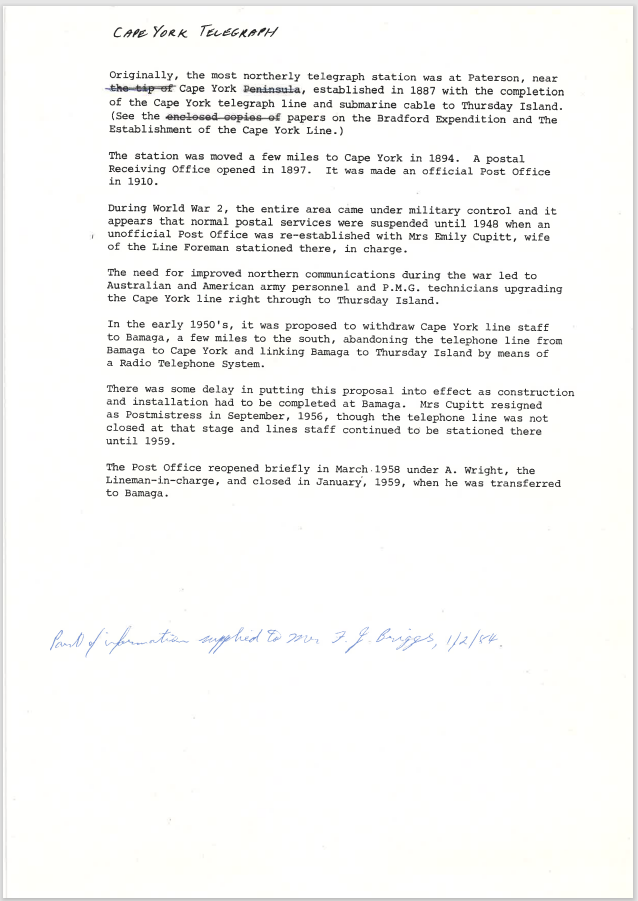 CAPE YORK TELEGRAPH
Originally, the most northerly telegraph station was at Paterson, near
the tip of Cape York Peninsula, established in 1887 with the completion
of the Cape York telegraph line and submarine cable to Thursday Island.
(See the enclosed copies of papers on the Bradford Expendition and The
Establishment of the Cape York Line.)
The station was moved a few miles to Cape York in 1894. A postal
Receiving Office opened in 1897. It was made an official Post Office
in 1910.
During World War 2, the entire area came under military control and it
appears that normal postal services were suspended until 1948 when an
unofficial Post Office was re-established with Mrs Emily Cupitt, wife
of the Line Foreman stationed there, in charge.
The need for improved northern communications during the war led to
Australian and American army personnel and P.M.G. technicians upgrading
the Cape York line right through to Thursday Island.
In the early 1950's, it was proposed to withdraw Cape York line staff
to Bamaga, a few miles to the south, abandoning the telephone line from
Bamaga to Cape York and linking Bamaga to Thursday Island by means of
a Radio Telephone System.
There was some delay in putting this proposal into effect as construction
and installation had to be completed at Bamaga. Mrs Cupitt resigned
as Postmistress in September, 1956, though the telephone line was not
closed at that stage and lines staff continued to be stationed there
until 1959.
The Post Office reopened briefly in March 1958 under A. Wright, the
Lineman-in-charge, and closed in January, 1959, when he was transferred
to Bamaga.
Part of information supplied to Mr F. J. Briggs, 1/2/84.